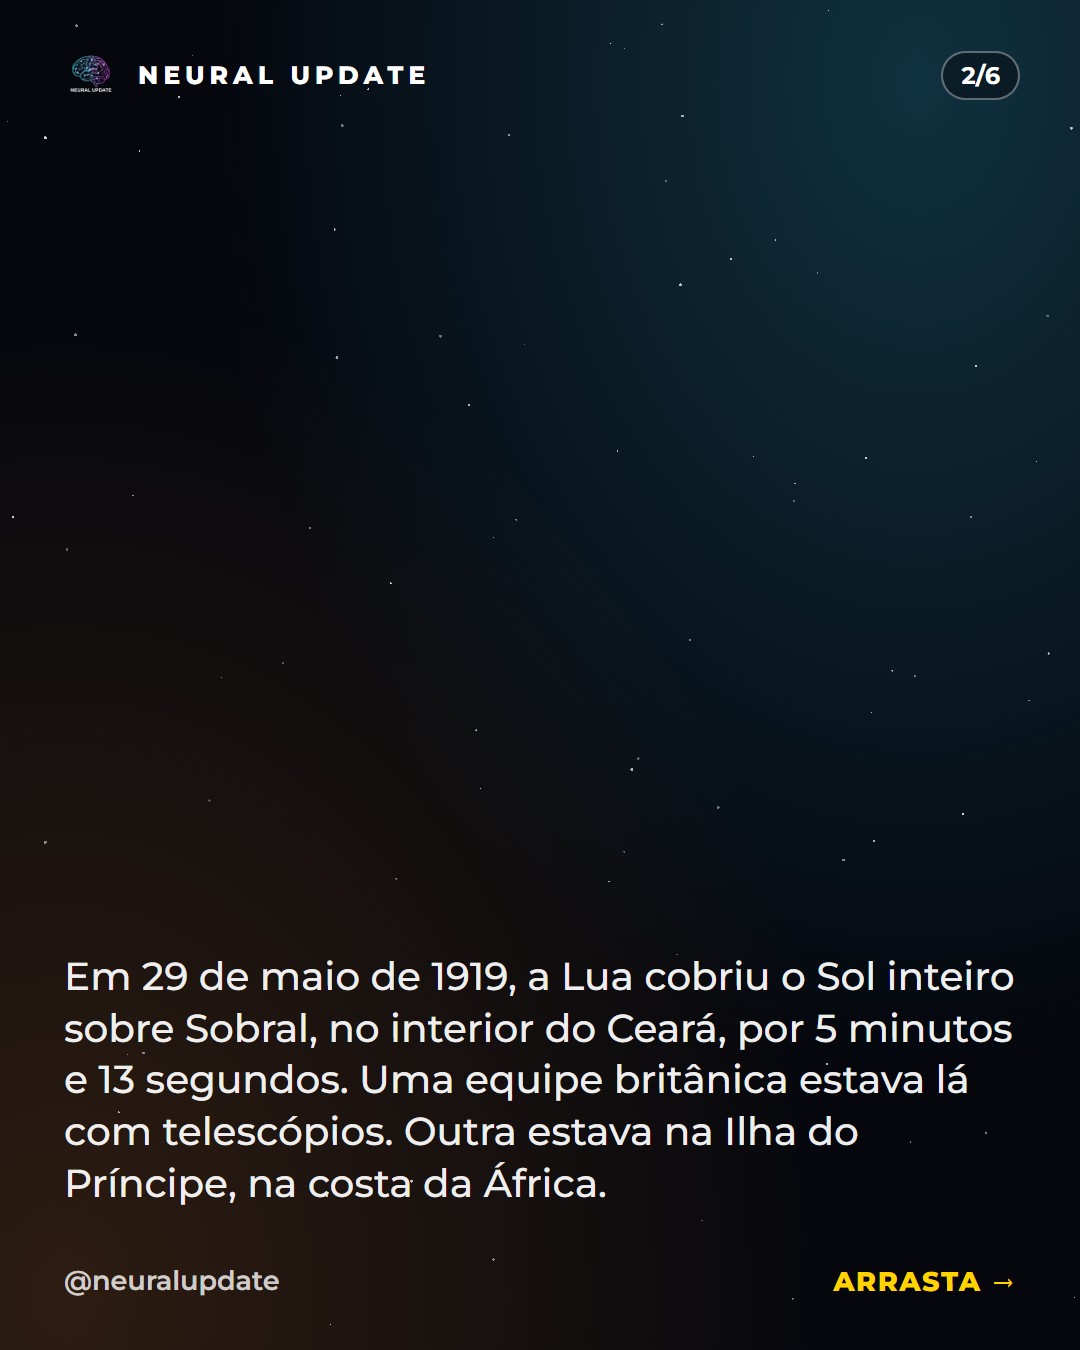 NEURAL UPDATE
NEURAL UPDATE
2/6
Em 29 de maio de 1919, a Lua cobriu o Sol inteiro
sobre Sobral, no interior do Ceará, por 5 minutos
e 13 segundos. Uma equipe britânica estava lá
com telescópios. Outra estava na Ilha do
Príncipe, na costa da África.
@neuralupdate
ARRASTA →